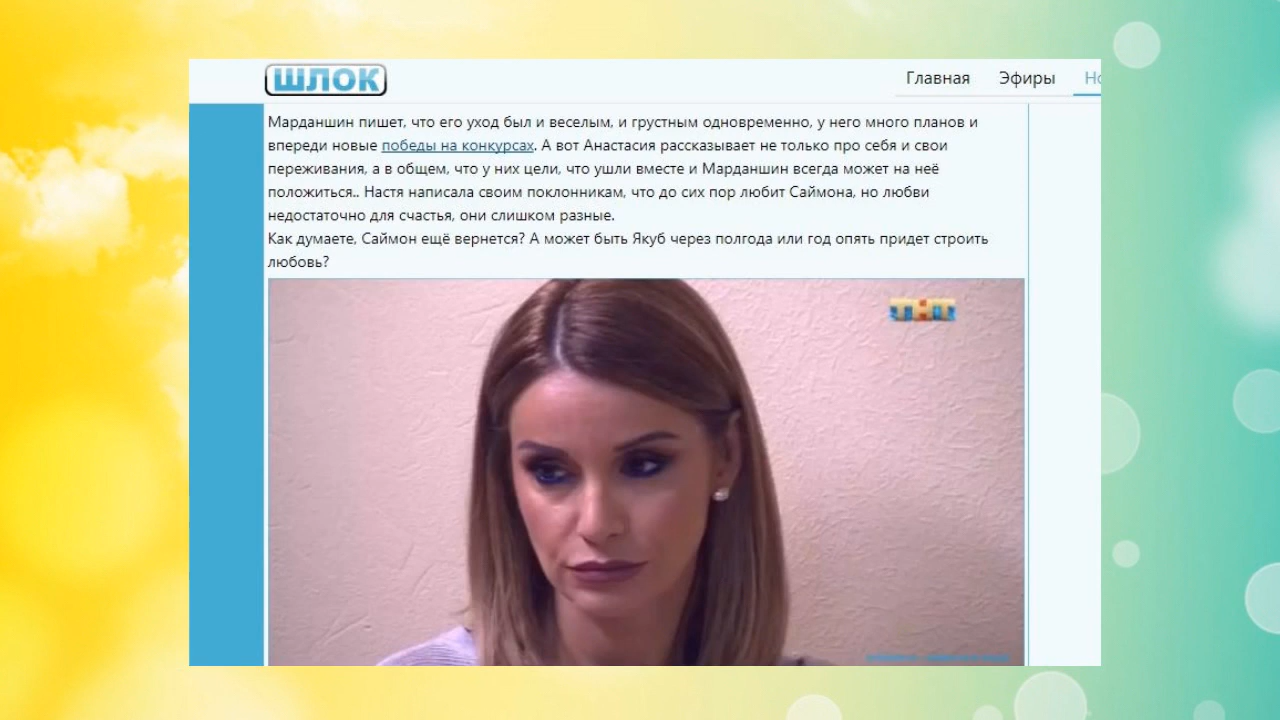 ШЛОК
Главная
Эфиры
Но
Марданшин пишет, что его уход был и веселым, и грустным одновременно, у него много планов и
впереди новые победы на конкурсах. А вот Анастасия рассказывает не только про себя и свои
переживания, а в общем, что у них цели, что ушли вместе и Марданшин всегда может на неё
положиться.. Настя написала своим поклонникам, что до сих пор любит Саймона, но любви
недостаточно для счастья, они слишком разные.
Как думаете, Саймон ещё вернется? А может быть Якуб через полгода или год опять придет строить
любовь?
ТНТ